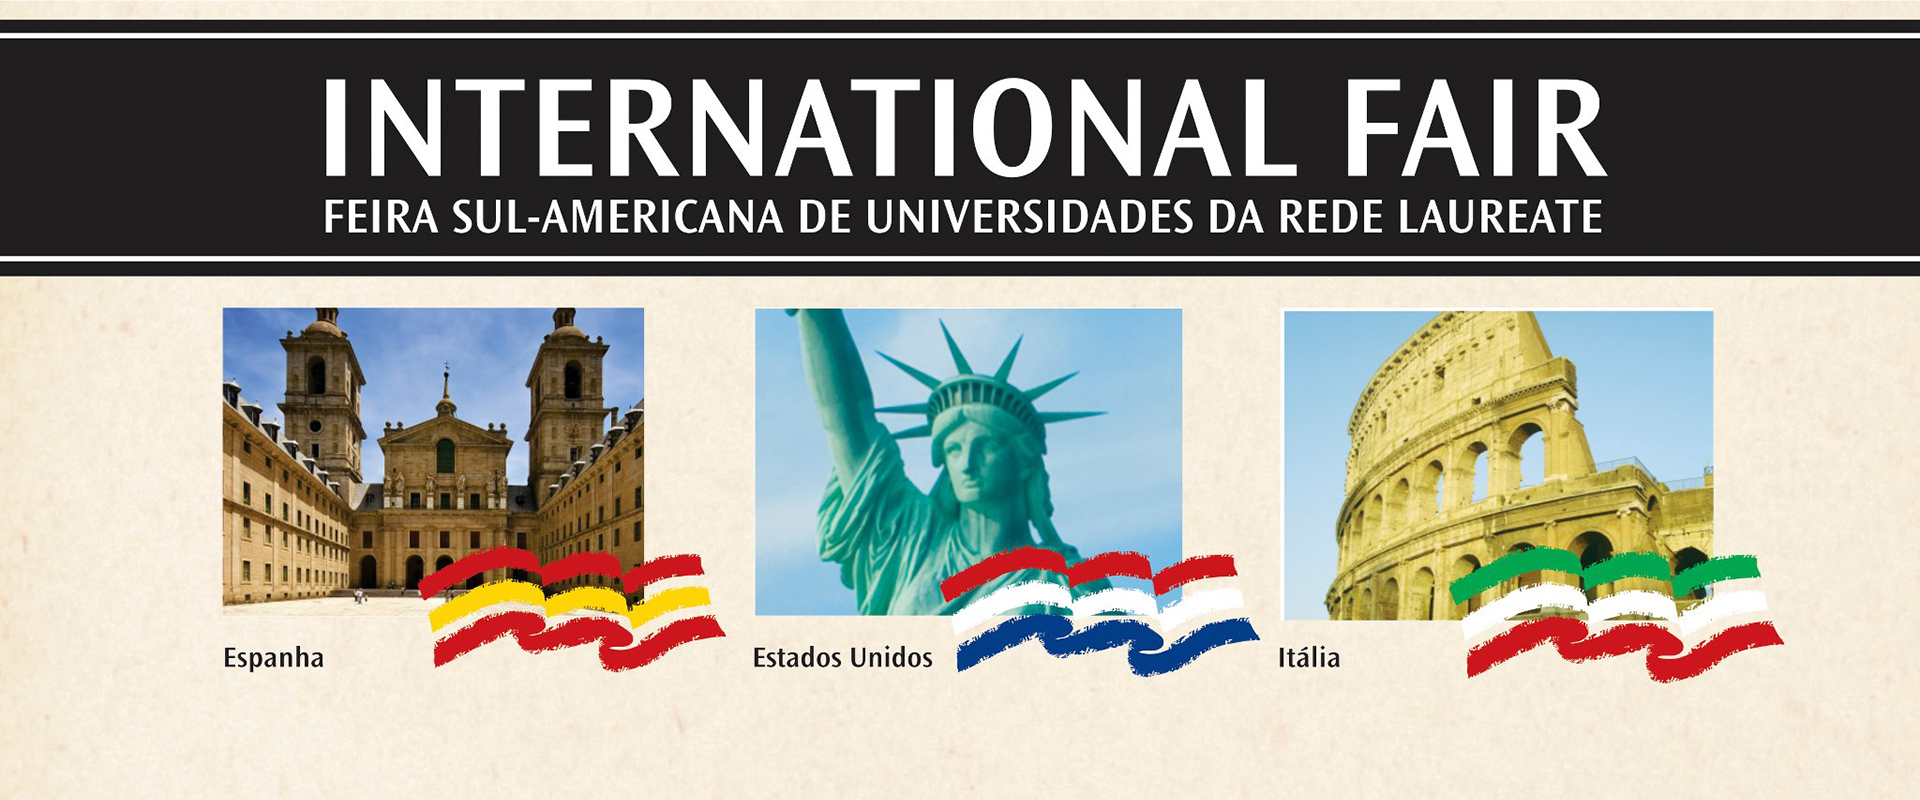 INTERNATIONAL FAIR
FEIRA SUL-AMERICANA DE UNIVERSIDADES DA REDE LAUREATE
Espanha
Estados Unidos
Itália